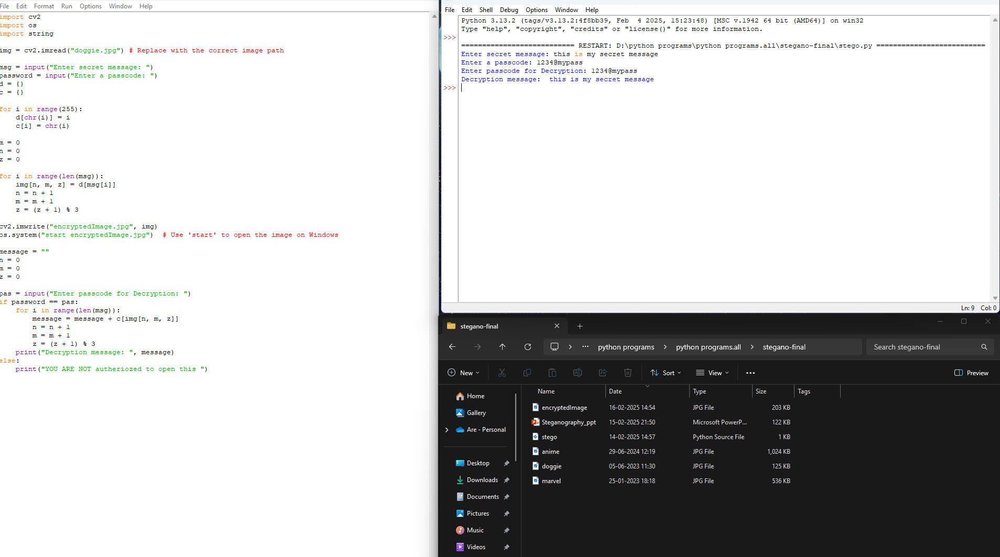 File Edit Format Run Options Window Help
import cv2
import os
import string
img = cv2.imread("doggie.jpg") # Replace with the correct image path
msg = input("Enter secret message: ")
password = input("Enter a passcode: ")
d = {}
c = {}
for i in range(255):
    d[chr(i)] = i
    c[i] = chr(i)
m = 0
n = 0
z = 0
for i in range(len(msg)):
    img[n, m, z] = d[msg[i]]
    n = n + 1
    m = m + 1
    z = (z + 1) % 3
cv2.imwrite("encryptedImage.jpg", img)
os.system("start encryptedImage.jpg")  # Use 'start' to open the image on Windows
message = ""
n = 0
m = 0
z = 0
pas = input("Enter passcode for Decryption: ")
if password == pas:
    for i in range(len(msg)):
        message = message + c[img[n, m, z]]
        n = n + 1
        m = m + 1
        z = (z + 1) % 3
    print("Decryption message: ", message)
else:
    print("YOU ARE NOT autheriozed to open this ")
File Edit Shell Debug Options Window Help
Python 3.13.2 (tags/v3.13.2:4f8bb39, Feb  4 2025, 15:23:48) [MSC v.1942 64 bit (AMD64)] on win32
Type "help", "copyright", "credits" or "license()" for more information.
>>>
=========================== RESTART: D:\python programs\python programs.all\stegano-final\stego.py ==========================
Enter secret message: this is my secret message
Enter a passcode: 1234@mypass
Enter passcode for Decryption: 1234@mypass
Decryption message:  this is my secret message
>>>
Ln: 9 Col: 0
stegano-final
python programs > python programs.all > stegano-final
Search stegano-final
New Sort View ... Preview
Home
Gallery
Are - Personal
Desktop
Downloads
Documents
Pictures
Music
Videos
Name Date Type Size Tags
encryptedImage 16-02-2025 14:54 JPG File 203 KB
Steganography_ppt 15-02-2025 21:50 Microsoft PowerP... 122 KB
stego 14-02-2025 14:57 Python Source File 1 KB
anime 29-06-2024 12:19 JPG File 1,024 KB
doggie 05-06-2023 11:30 JPG File 125 KB
marvel 25-01-2023 18:18 JPG File 536 KB